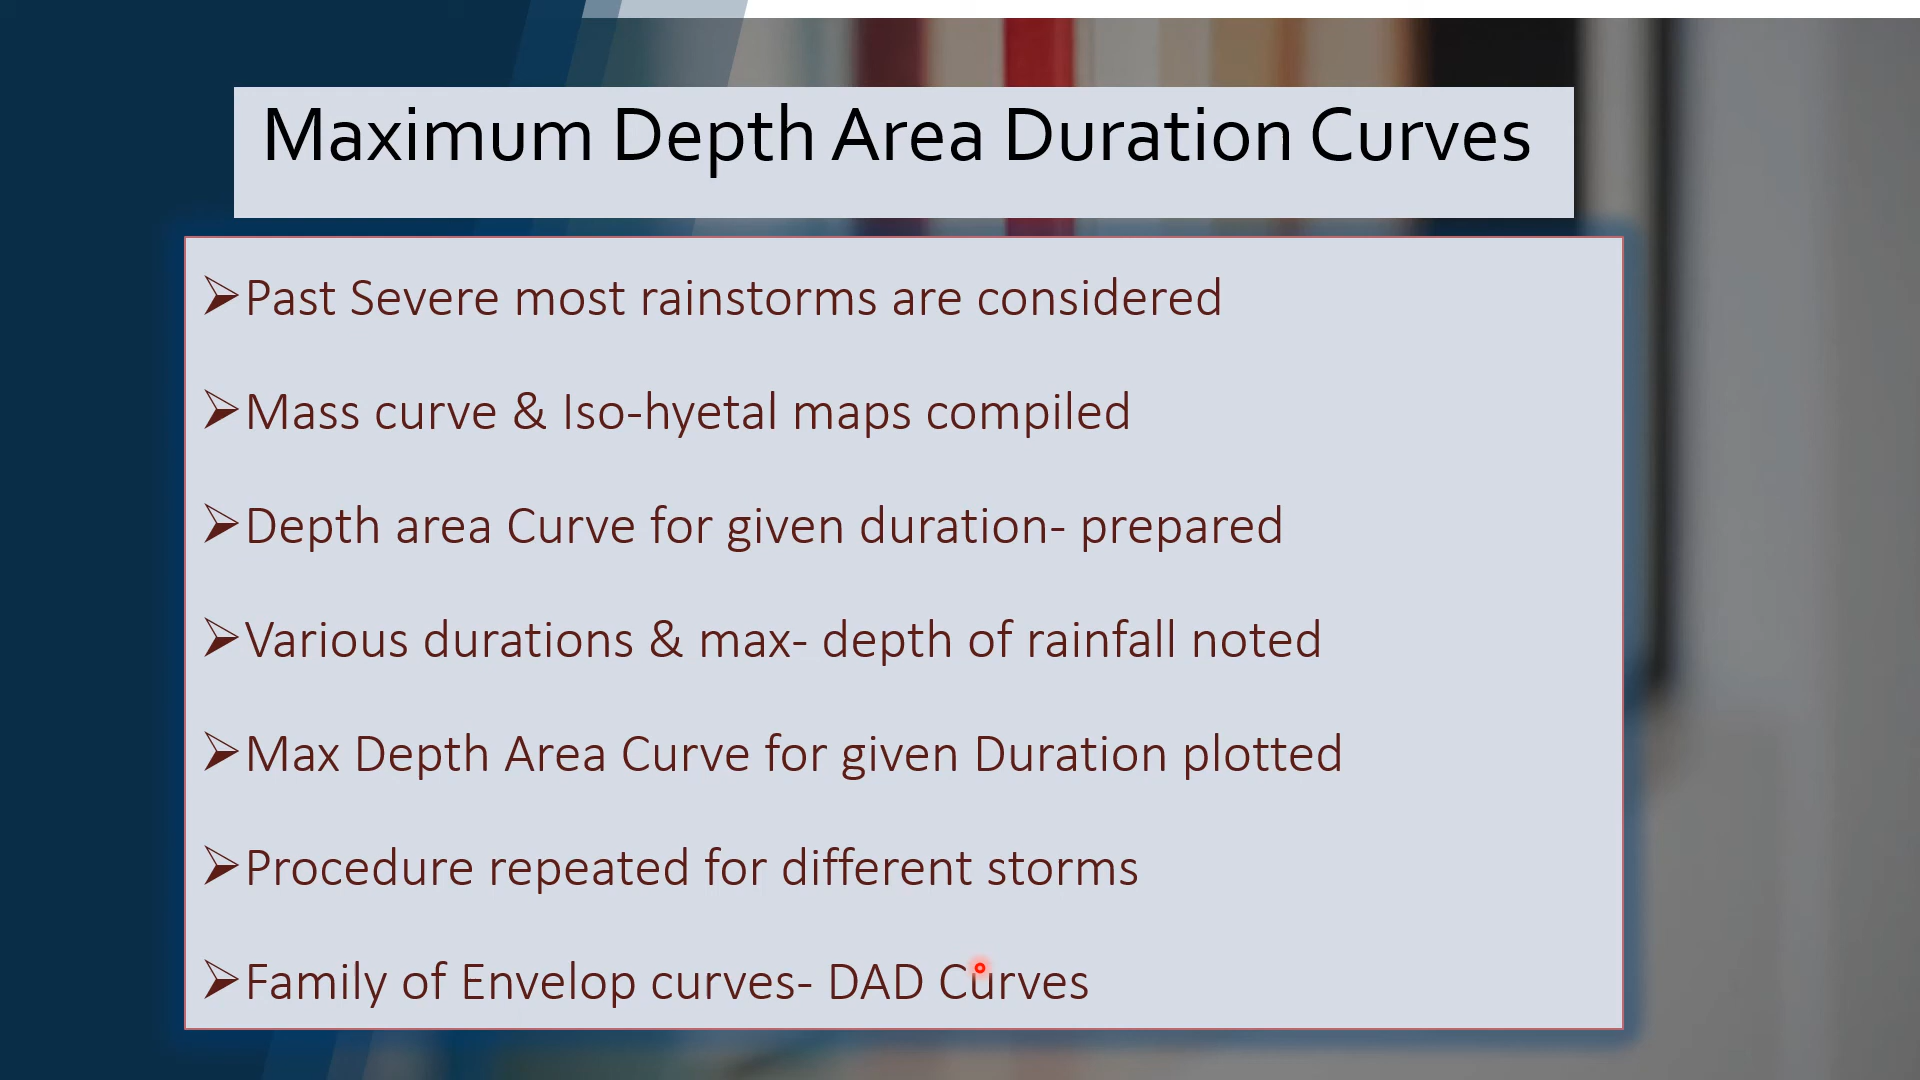 Maximum Depth Area Duration Curves
➢Past Severe most rainstorms are considered
➢Mass curve & Iso-hyetal maps compiled
➢Depth area Curve for given duration- prepared
➢Various durations & max- depth of rainfall noted
➢Max Depth Area Curve for given Duration plotted
➢Procedure repeated for different storms
➢Family of Envelop curves- DAD Curves